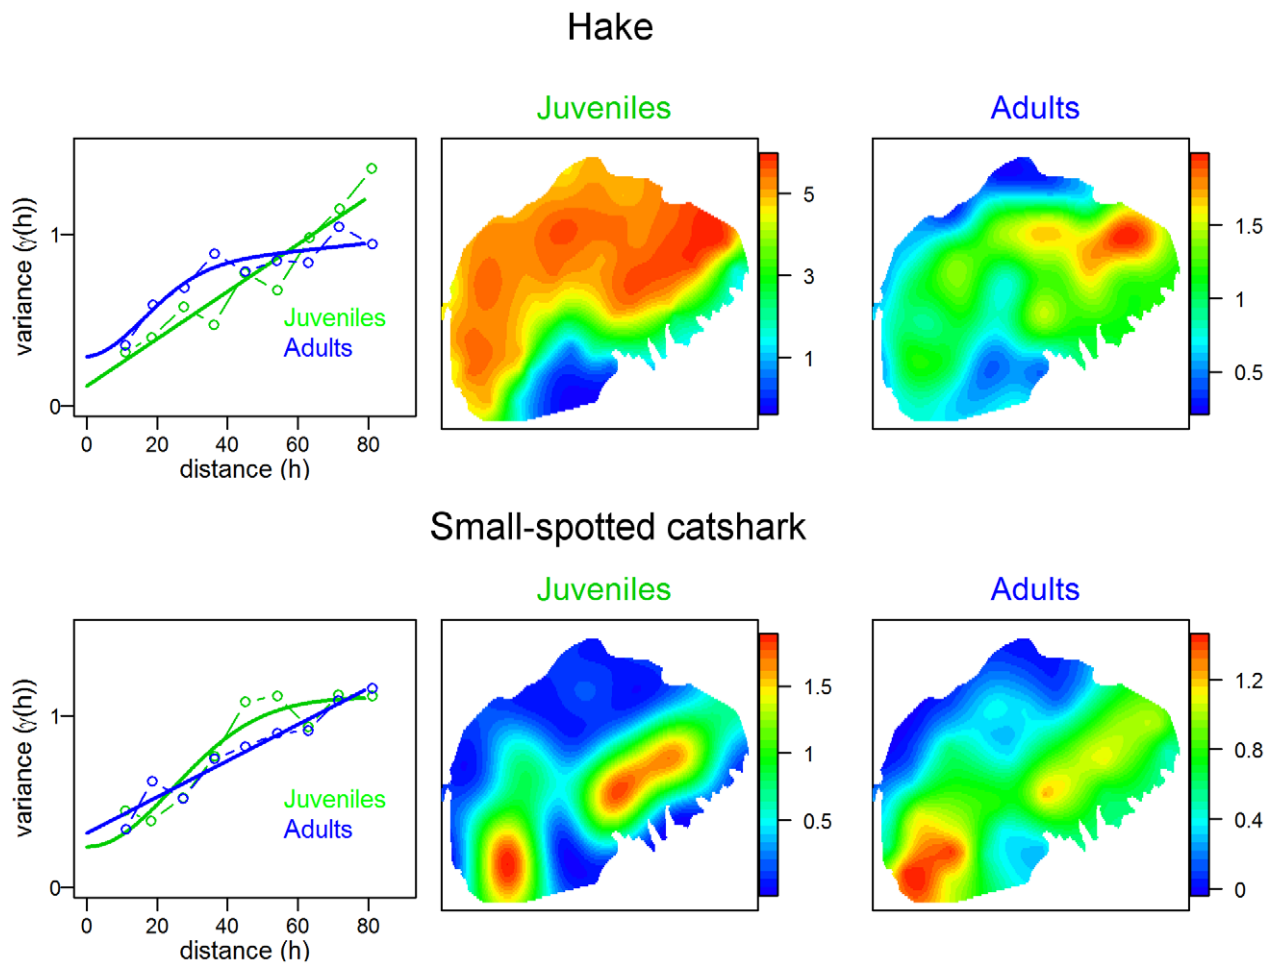 Hake
Juveniles
Adults
variance (γ(h))
1
0
Juveniles
Adults
0 20 40 60 80
distance (h)
5
3
1
1.5
1
0.5
Small-spotted catshark
Juveniles
Adults
variance (γ(h))
1
0
Juveniles
Adults
0 20 40 60 80
distance (h)
1.5
1
0.5
1.2
0.8
0.4
0